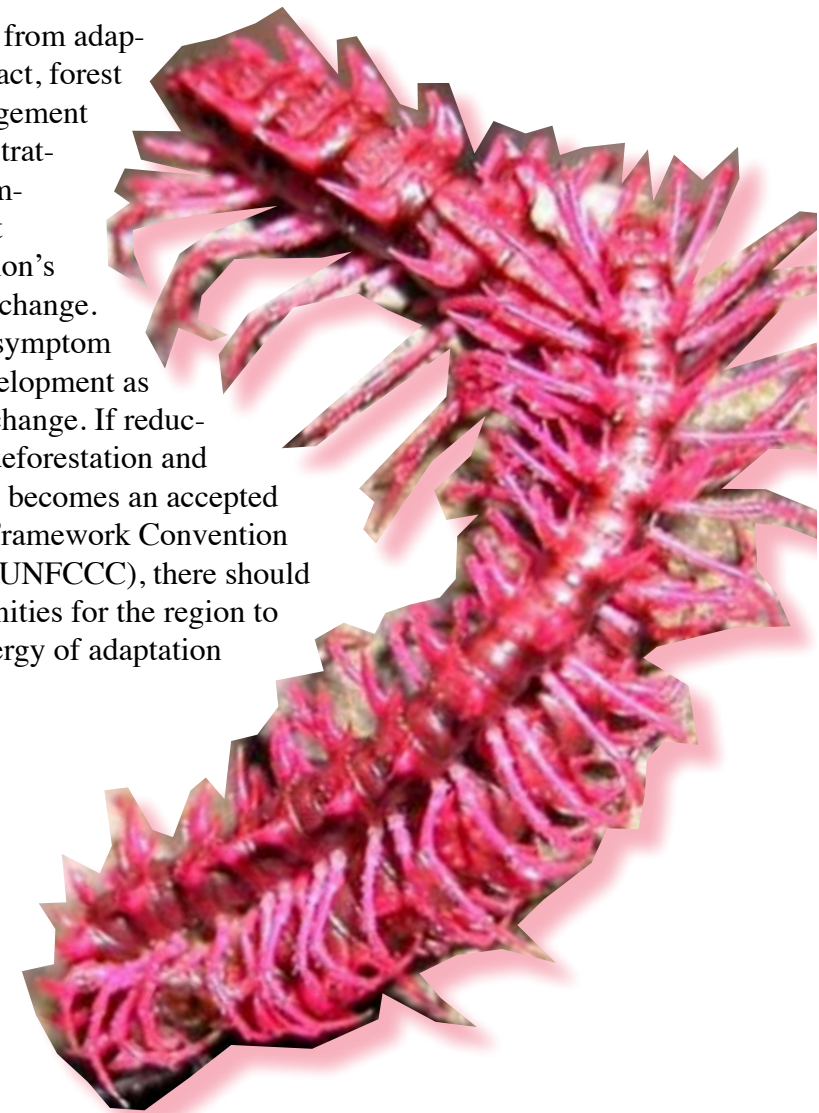 from adap-
act, forest
gement
trat-
m-
t
on's
change.
symptom
elopment as
hange. If reduc-
eforestation and
becomes an accepted
Framework Convention
UNFCCC), there should
nities for the region to
ergy of adaptation